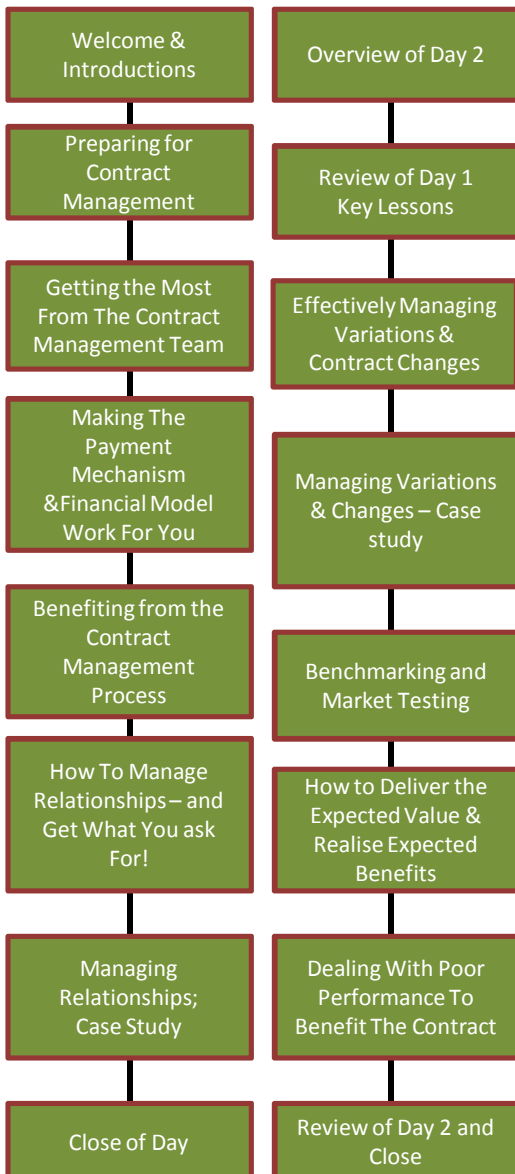 Welcome &
Introductions
Preparing for
Contract
Management
Getting the Most
From The Contract
Management Team
Making The
Payment
Mechanism
&Financial Model
Work For You
Benefiting from the
Contract
Management
Process
How To Manage
Relationships – and
Get What You ask
For!
Managing
Relationships;
Case Study
Close of Day
Overview of Day 2
Review of Day 1
Key Lessons
Effectively Managing
Variations &
Contract Changes
Managing Variations
& Changes – Case
study
Benchmarking and
Market Testing
How to Deliver the
Expected Value &
Realise Expected
Benefits
Dealing With Poor
Performance To
Benefit The Contract
Review of Day 2 and
Close